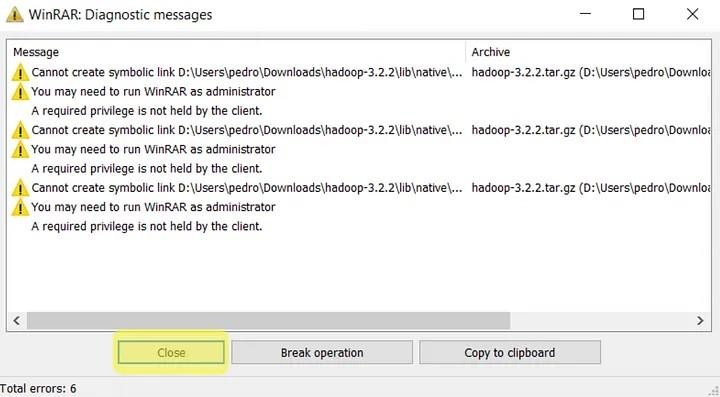 WinRAR: Diagnostic messages
Message Archive
Cannot create symbolic link D:\Users\pedro\Downloads\hadoop-3.2.2\lib\native\... hadoop-3.2.2.tar.gz (D:\Users\pedro\Downloa
You may need to run WinRAR as administrator
A required privilege is not held by the client.
Cannot create symbolic link D:\Users\pedro\Downloads\hadoop-3.2.2\lib\native\... hadoop-3.2.2.tar.gz (D:\Users\pedro\Downloa
You may need to run WinRAR as administrator
A required privilege is not held by the client.
Cannot create symbolic link D:\Users\pedro\Downloads\hadoop-3.2.2\lib\native\... hadoop-3.2.2.tar.gz (D:\Users\pedro\Downloa
You may need to run WinRAR as administrator
A required privilege is not held by the client.
Close Break operation Copy to clipboard
Total errors: 6